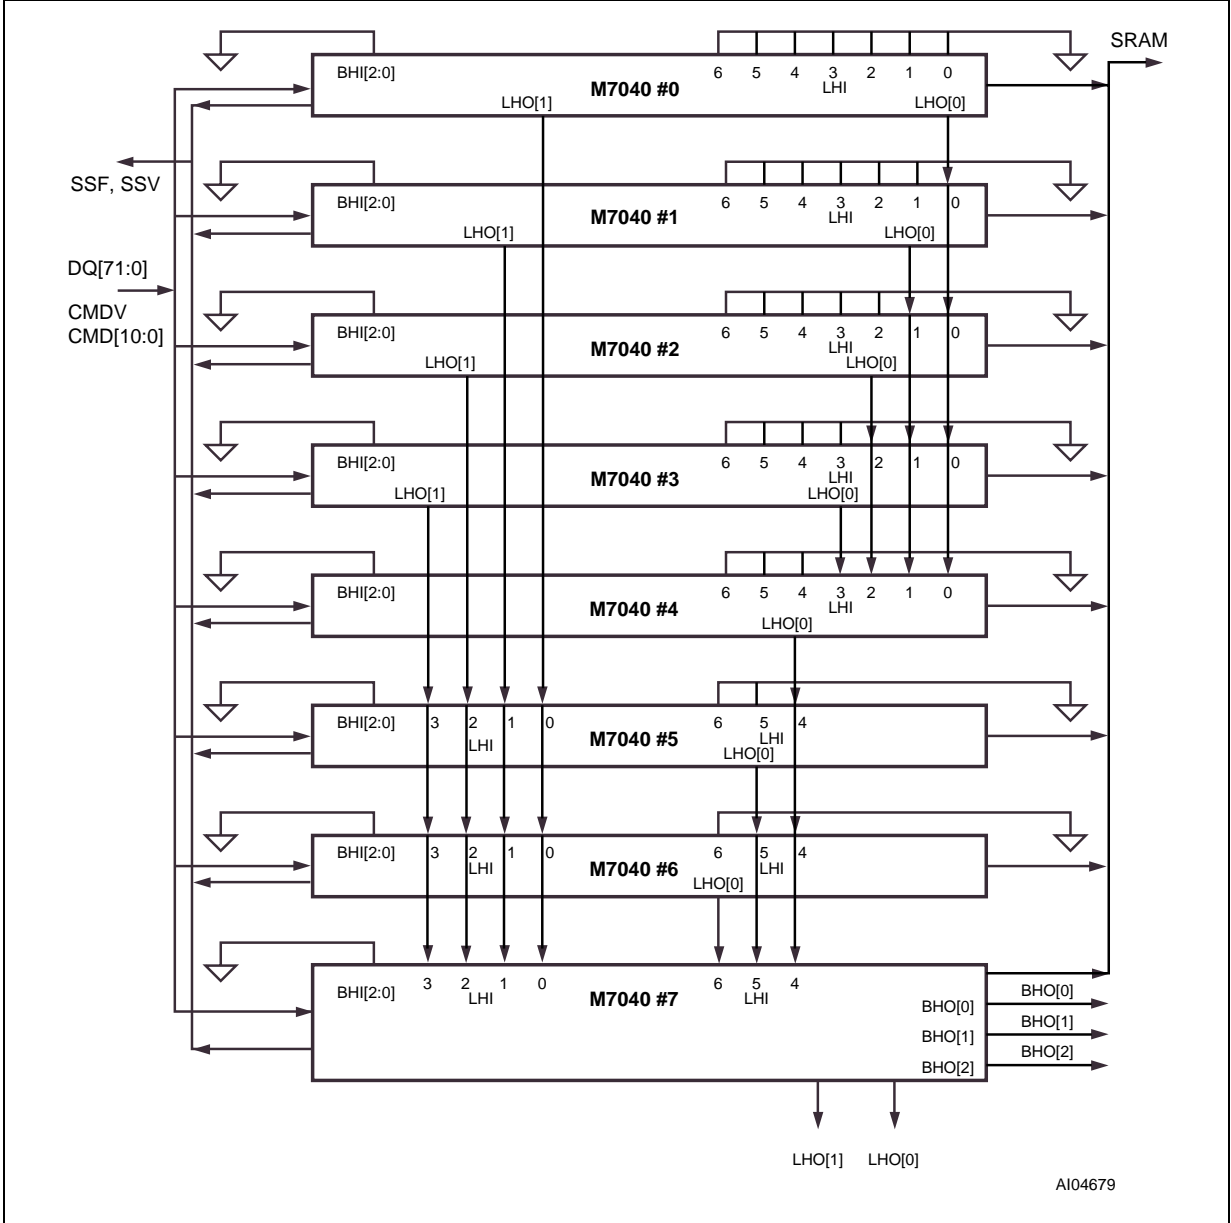 SRAM
BHI[2:0] 6 5 4 3 2 1 0
LHI
M7040 #0
LHO[1] LHO[0]
SSF, SSV
BHI[2:0] 6 5 4 3 2 1 0
LHI
M7040 #1
LHO[1] LHO[0]
DQ[71:0]
CMDV
CMD[10:0]
BHI[2:0] 6 5 4 3 2 1 0
LHI
M7040 #2
LHO[1] LHO[0]
BHI[2:0] 6 5 4 3 2 1 0
LHI
M7040 #3
LHO[1] LHO[0]
BHI[2:0] 6 5 4 3 2 1 0
LHI
M7040 #4
LHO[0]
BHI[2:0] 3 2 1 0 6 5 4
LHI M7040 #5 LHI
LHO[0]
BHI[2:0] 3 2 1 0 6 5 4
LHI M7040 #6 LHI
LHO[0]
BHI[2:0] 3 2 1 0 6 5 4
LHI M7040 #7 LHI
BHO[0] BHO[0]
BHO[1] BHO[1]
BHO[2] BHO[2]
LHO[1] LHO[0]
AI04679